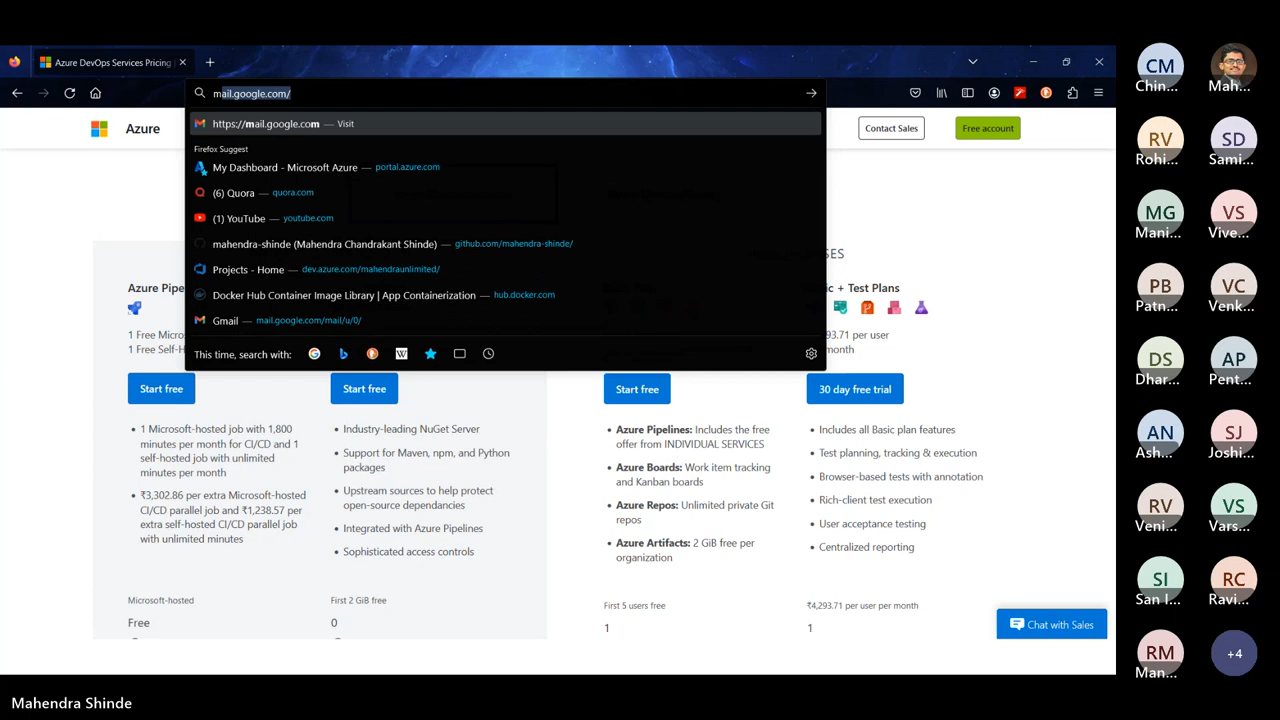 Azure DevOps Services Pricing
mail.google.com/
https://mail.google.com — Visit
Firefox Suggest
My Dashboard - Microsoft Azure — portal.azure.com
(6) Quora — quora.com
(1) YouTube — youtube.com
mahendra-shinde (Mahendra Chandrakant Shinde) — github.com/mahendra-shinde/
Projects - Home — dev.azure.com/mahendraunlimited/
Docker Hub Container Image Library | App Containerization — hub.docker.com
Gmail — mail.google.com/mail/u/0/
This time, search with:
Azure
Contact Sales
Free account
Azure Pipe
1 Free Micros
1 Free Self-H
Start free
1 Microsoft-hosted job with 1,800
minutes per month for CI/CD and 1
self-hosted job with unlimited
minutes per month
₹3,302.86 per extra Microsoft-hosted
CI/CD parallel job and ₹1,238.57 per
extra self-hosted CI/CD parallel job
with unlimited minutes
Microsoft-hosted
Free
Start free
Industry-leading NuGet Server
Support for Maven, npm, and Python
packages
Upstream sources to help protect
open-source dependencies
Integrated with Azure Pipelines
Sophisticated access controls
First 2 GiB free
0
Start free
Azure Pipelines: Includes the free
offer from INDIVIDUAL SERVICES
Azure Boards: Work item tracking
and Kanban boards
Azure Repos: Unlimited private Git
repos
Azure Artifacts: 2 GiB free per
organization
First 5 users free
1
SES
ic + Test Plans
93.71 per user
month
30 day free trial
Includes all Basic plan features
Test planning, tracking & execution
Browser-based tests with annotation
Rich-client test execution
User acceptance testing
Centralized reporting
₹4,293.71 per user per month
1
Chat with Sales
CM
Chin...
Mah...
RV
Rohi...
SD
Sami...
MG
Mani...
VS
Vive...
PB
Patn...
VC
Venk...
DS
Dhar...
AP
Pent...
AN
Ash...
SJ
Joshi...
RV
Veni...
VS
Vars...
SI
San I...
RC
Ravi...
RM
Man...
+4
Mahendra Shinde